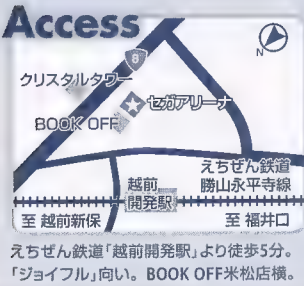 Access
N
8
クリスタルタワー
セガアリーナ
BOOK OFF
えちぜん鉄道
勝山永平寺線
越前
開発駅
至 越前新保
至 福井口
えちぜん鉄道「越前開発駅」より徒歩5分。
「ジョイフル」向い。BOOK OFF米松店横。